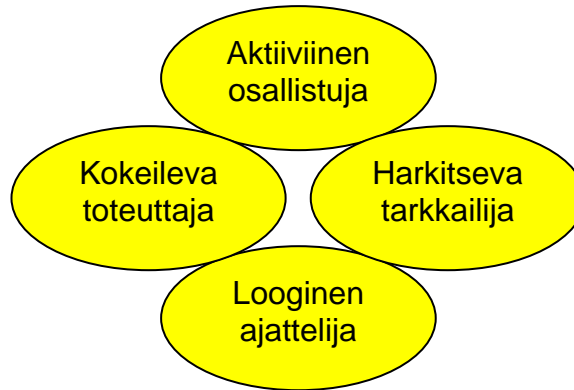 Aktiiviinen
osallistuja
Kokeileva
toteuttaja
Harkitseva
tarkkailija
Looginen
ajattelija